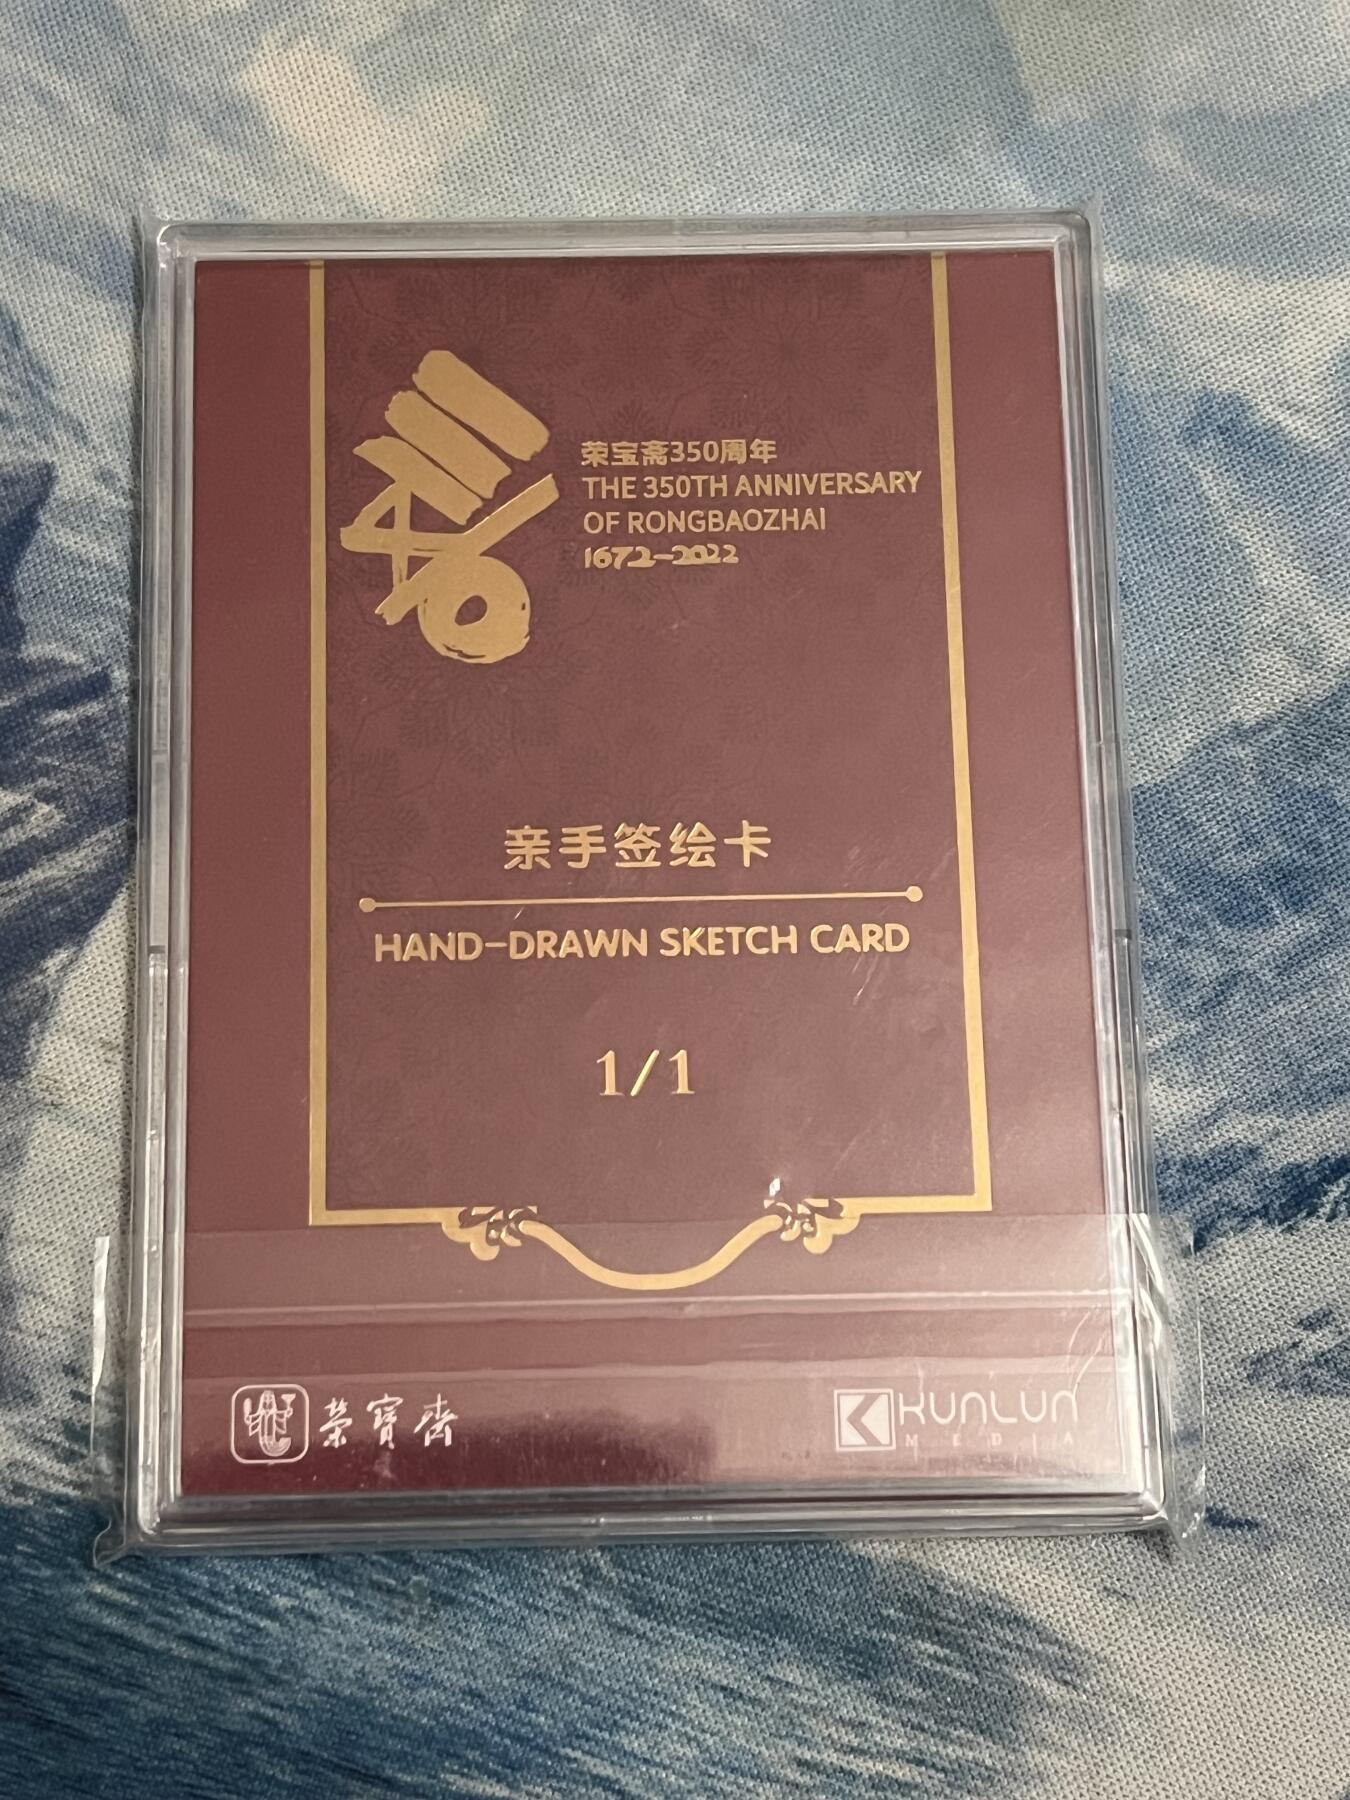 荣宝斋350周年
THE 350TH ANNIVERSARY
OF RONGBAOZHAI
1672-2022
亲手签绘卡
HAND-DRAWN SKETCH CARD
1/1
榮寶齋
KUNLUN
MEDIA